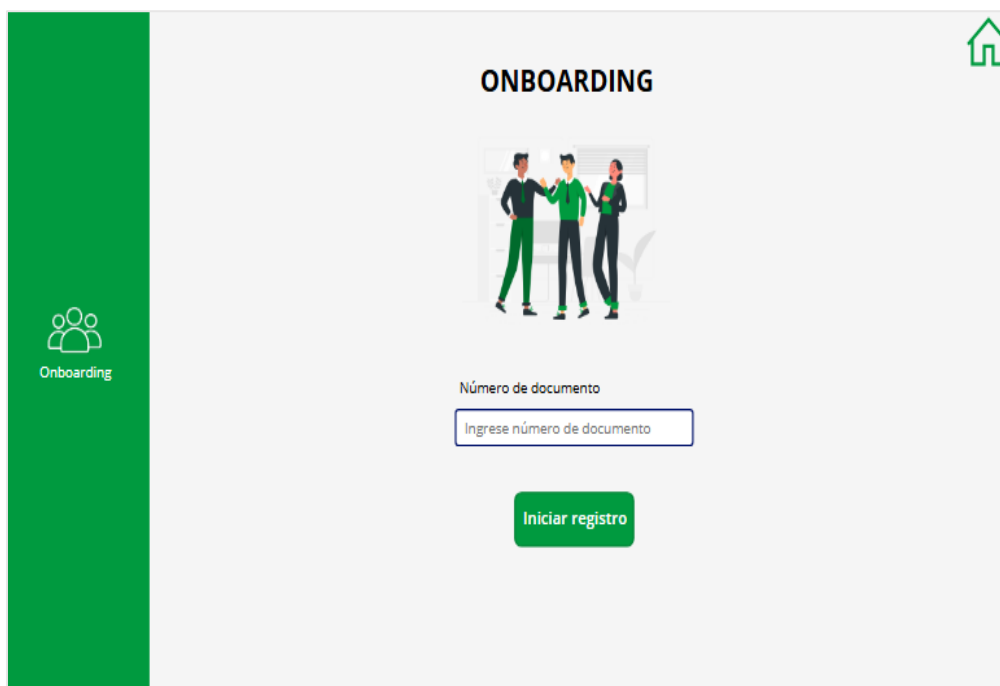 ONBOARDING
Onboarding
Número de documento
Ingrese número de documento
Iniciar registro